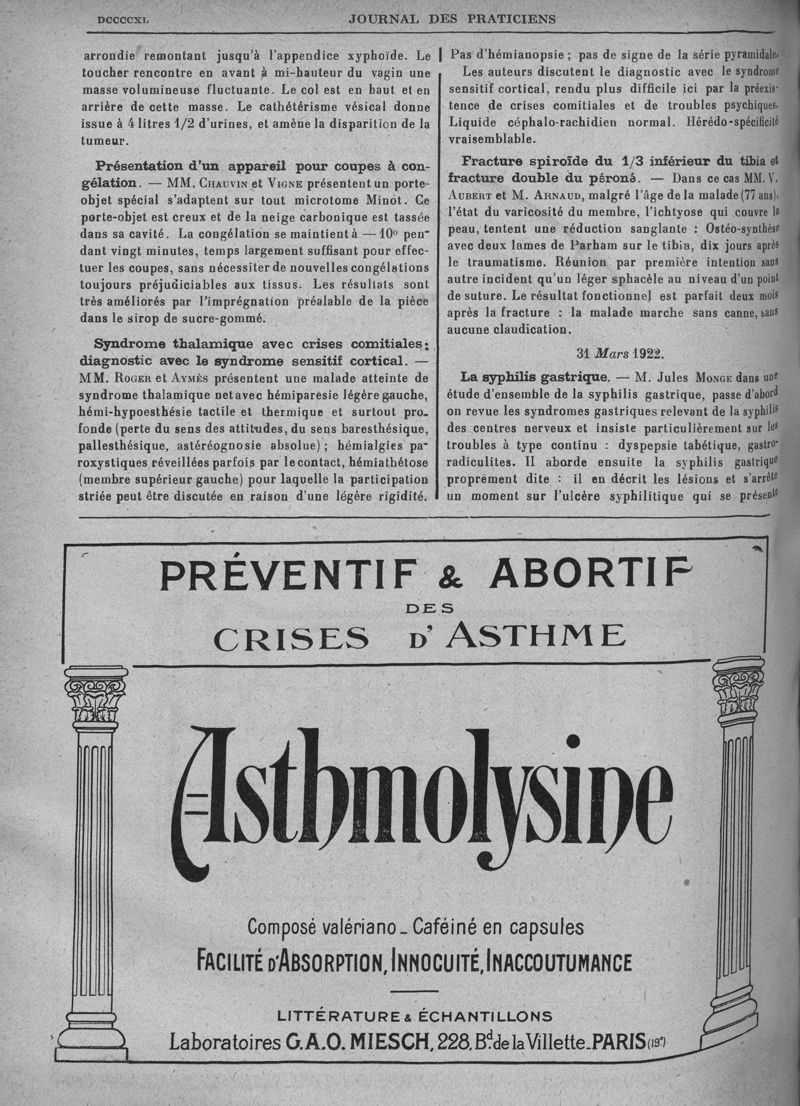 DCCCCXL
JOURNAL DES PRATICIENS
arrondie remontant jusqu'à l'appendice xyphoïde. Le
toucher rencontre en avant à mi-hauteur du vagin une
masse volumineuse fluctuante. Le col est en haut et en
arrière de cette masse. Le cathétérisme vésical donne
issue à 4 litres 1/2 d'urines, et amène la disparition de la
tumeur.
Présentation d'un appareil pour coupes à con-
gélation. — MM. CHAUVIN et VIGNE présentent un porte-
objet spécial s'adaptent sur tout microtome Minot. Ce
porte-objet est creux et de la neige carbonique est tassée
dans sa cavité. La congélation se maintient à — 10° pen-
dant vingt minutes, temps largement suffisant pour effec-
tuer les coupes, sans nécessiter de nouvelles congélations
toujours préjudiciables aux tissus. Les résultats sont
très améliorés par l'imprégnation préalable de la pièce
dans le sirop de sucre-gommé.
Syndrome thalamique avec crises comitiales;
diagnostic avec le syndrome sensitif cortical. —
MM. ROGER et AYMÈS présentent une malade atteinte de
syndrome thalamique net avec hémiparésie légère gauche,
hémi-hypoesthésie tactile et thermique et surtout pro-
fonde (perte du sens des attitudes, du sens baresthésique,
pallesthésique, astéréognosie absolue); hémialgies pa-
roxystiques réveillées parfois par le contact, hémiathétose
(membre supérieur gauche) pour laquelle la participation
striée peut être discutée en raison d'une légère rigidité.
Pas d'hémianopsie; pas de signe de la série pyramidale.
Les auteurs discutent le diagnostic avec le syndrome
sensitif cortical, rendu plus difficile ici par la préexis-
tence de crises comitiales et de troubles psychiques.
Liquide céphalo-rachidien normal. Hérédo-spécificité
vraisemblable.
Fracture spiroïde du 1/3 inférieur du tibia et
fracture double du péroné. — Dans ce cas MM. V.
AUBERT et M. ARNAUD, malgré l'âge de la malade (77 ans),
l'état du varicosité du membre, l'ichtyose qui couvre la
peau, tentent une réduction sanglante : Ostéo-synthèse
avec deux lames de Parham sur le tibia, dix jours après
le traumatisme. Réunion par première intention sans
autre incident qu'un léger sphacèle au niveau d'un point
de suture. Le résultat fonctionnel est parfait deux mois
après la fracture : la malade marche sans canne, sans
aucune claudication.
31 Mars 1922.
La syphilis gastrique. — M. Jules MONGE dans une
étude d'ensemble de la syphilis gastrique, passe d'abord
on revue les syndromes gastriques relevant de la syphilis
des centres nerveux et insiste particulièrement sur les
troubles à type continu : dyspepsie tabétique, gastro-
radiculites. Il aborde ensuite la syphilis gastrique
proprement dite : il en décrit les lésions et s'arrête
un moment sur l'ulcère syphilitique qui se présente
PRÉVENTIF & ABORTIF
DES
CRISES D'ASTHME
Asthmolysine
Composé valériano-Caféiné en capsules
FACILITÉ D'ABSORPTION, INNOCUITÉ, INACCOUTUMANCE
LITTÉRATURE & ÉCHANTILLONS
Laboratoires G.A.O. MIESCH, 228, Bd de la Villette-PARIS (19e)